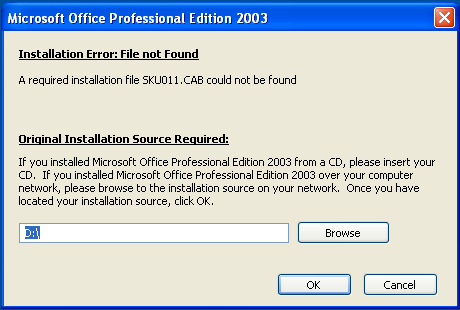 Microsoft Office Professional Edition 2003
Installation Error: File not Found
A required installation file SKU011.CAB could not be found
Original Installation Source Required:
If you installed Microsoft Office Professional Edition 2003 from a CD, please insert your
CD.  If you installed Microsoft Office Professional Edition 2003 over your computer
network, please browse to the installation source on your network.  Once you have
located your installation source, click OK.
D:\
Browse
OK
Cancel